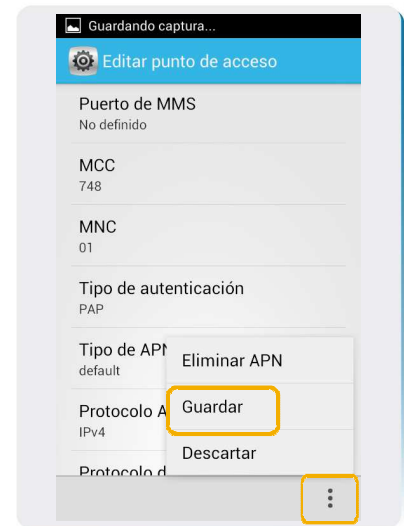 Guardando captura...
Editar punto de acceso
Puerto de MMS
No definido
MCC
748
MNC
01
Tipo de autenticación
PAP
Tipo de APN
default
Eliminar APN
Guardar
Descartar
Protocolo A
IPv4
Protocolo d